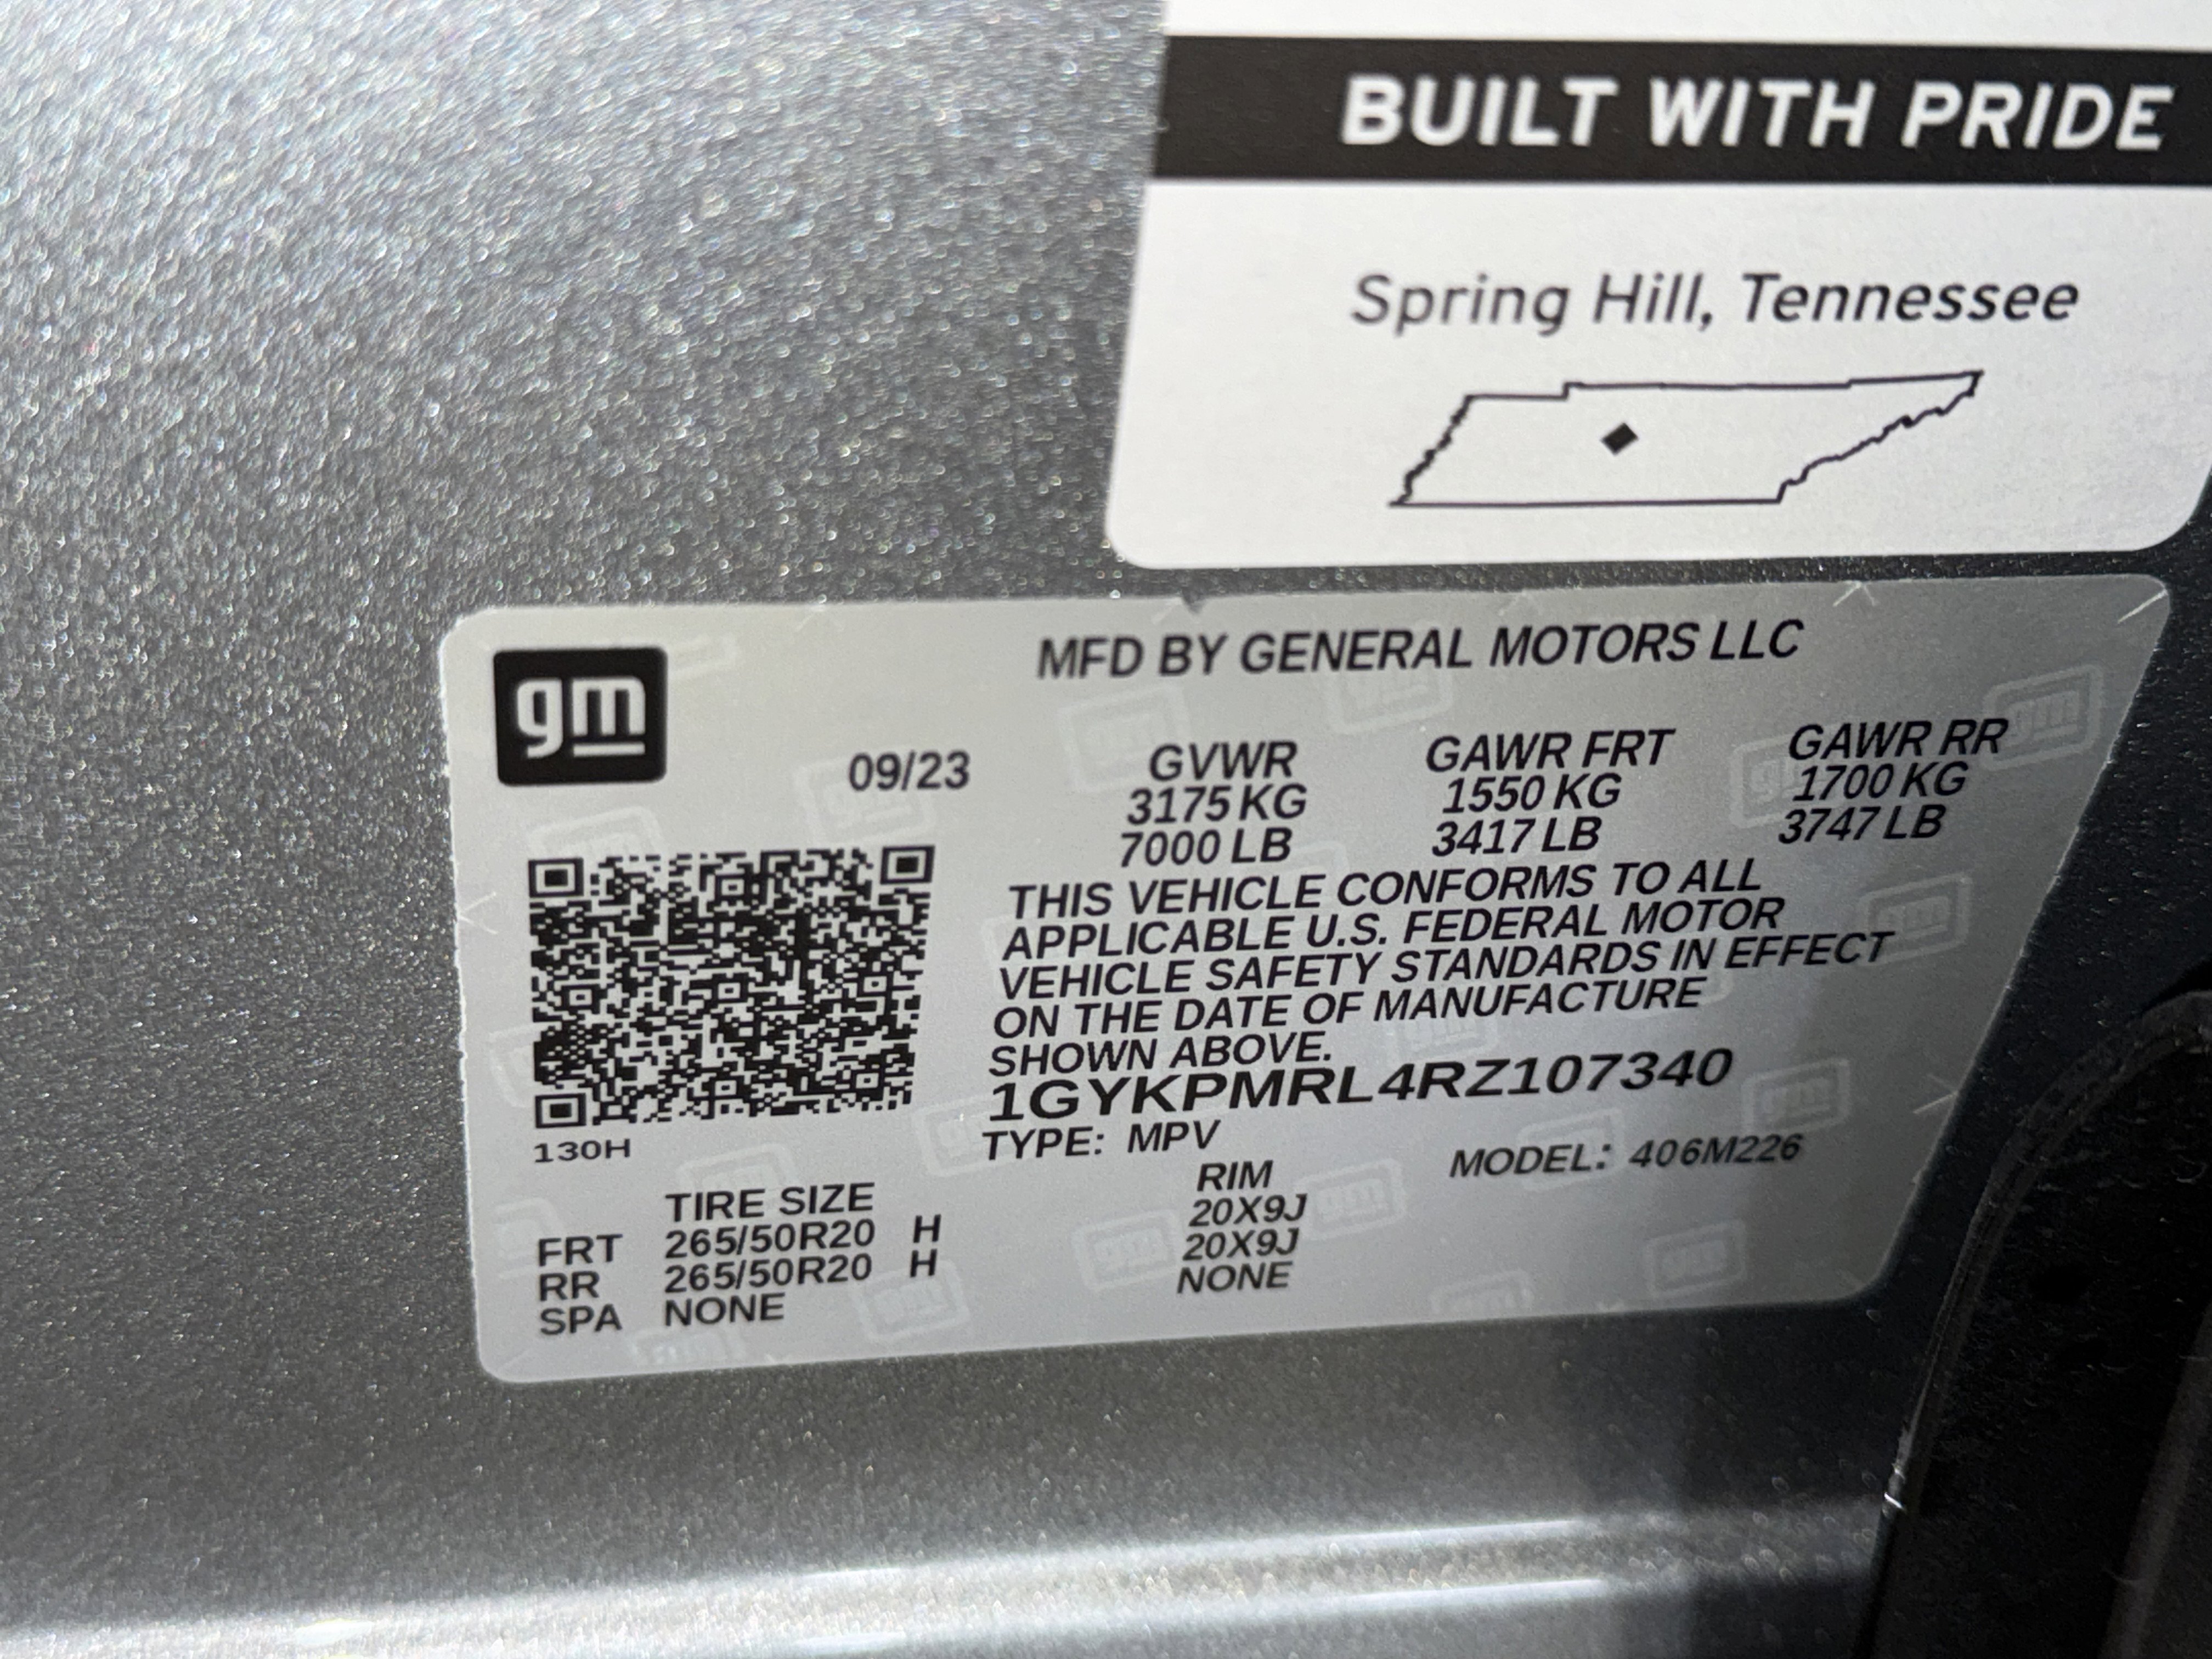 BUILT WITH PRIDE
Spring Hill, Tennessee
gm
MFD BY GENERAL MOTORS LLC
09/23 GVWR GAWR FRT GAWR RR
3175 KG 1550 KG 1700 KG
7000 LB 3417 LB 3747 LB
THIS VEHICLE CONFORMS TO ALL
APPLICABLE U.S. FEDERAL MOTOR
VEHICLE SAFETY STANDARDS IN EFFECT
ON THE DATE OF MANUFACTURE
SHOWN ABOVE.
1GYKPMRL4RZ107340
130H
TYPE: MPV MODEL: 406M226
TIRE SIZE RIM
FRT 265/50R20 H 20X9J
RR 265/50R20 H 20X9J
SPA NONE NONE